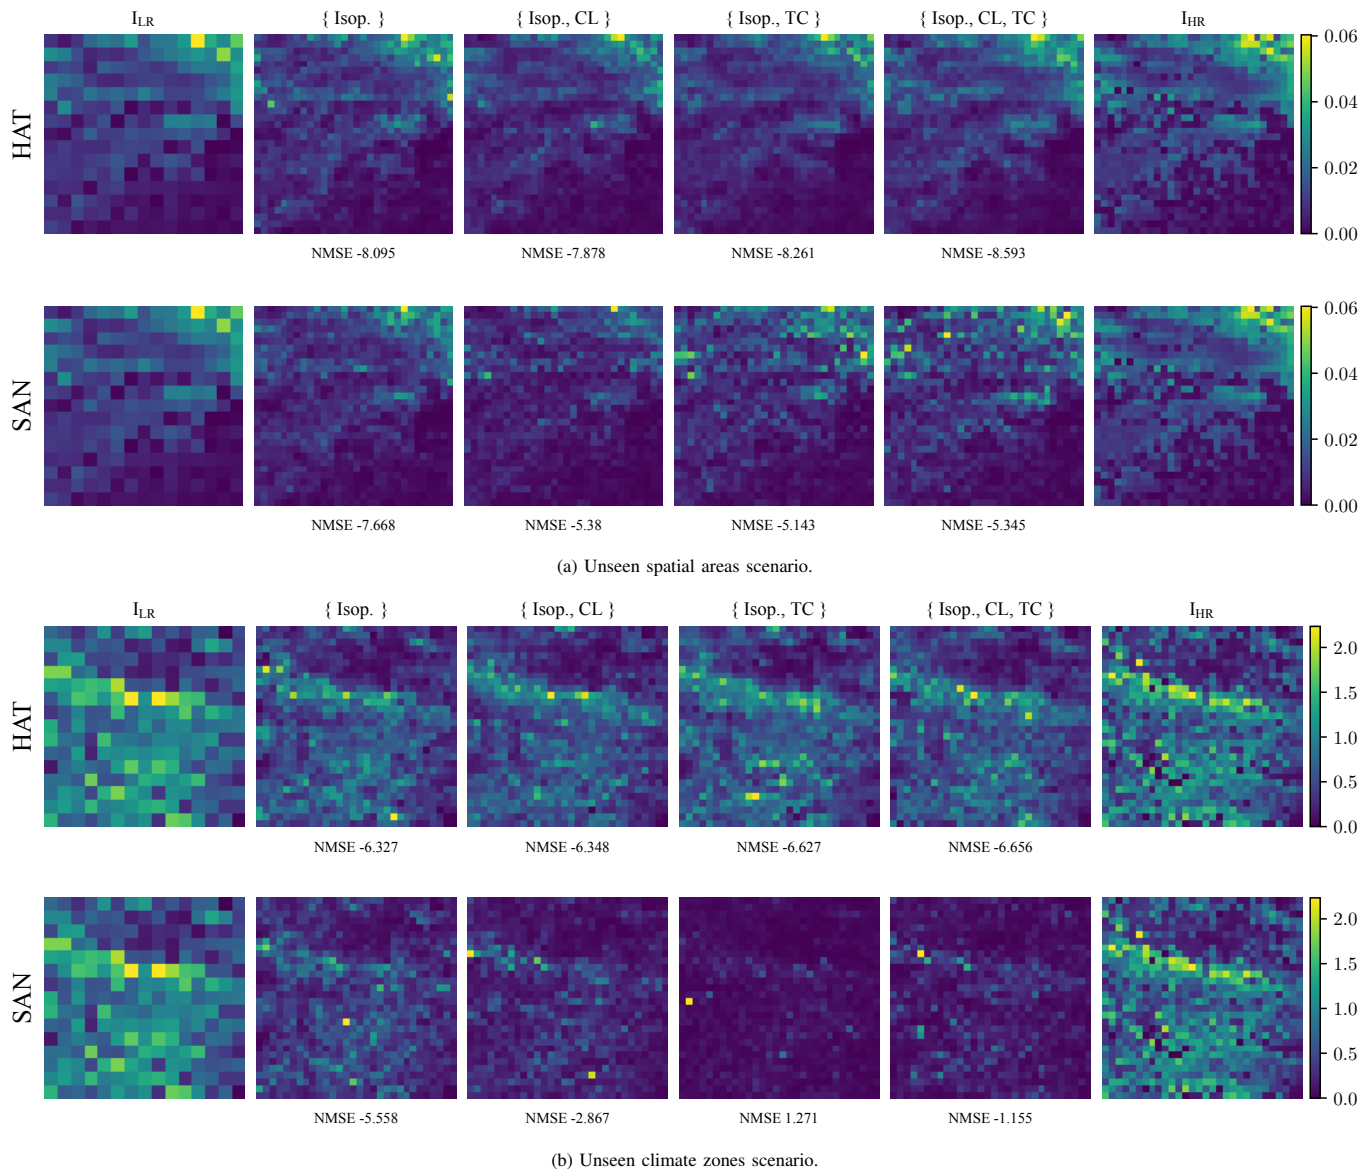 I_LR { Isop. } { Isop., CL } { Isop., TC } { Isop., CL, TC } I_HR
HAT
0.06
0.04
0.02
0.00
NMSE -8.095 NMSE -7.878 NMSE -8.261 NMSE -8.593
SAN
0.06
0.04
0.02
0.00
NMSE -7.668 NMSE -5.38 NMSE -5.143 NMSE -5.345
(a) Unseen spatial areas scenario.
I_LR { Isop. } { Isop., CL } { Isop., TC } { Isop., CL, TC } I_HR
HAT
2.0
1.5
1.0
0.5
0.0
NMSE -6.327 NMSE -6.348 NMSE -6.627 NMSE -6.656
SAN
2.0
1.5
1.0
0.5
0.0
NMSE -5.558 NMSE -2.867 NMSE 1.271 NMSE -1.155
(b) Unseen climate zones scenario.